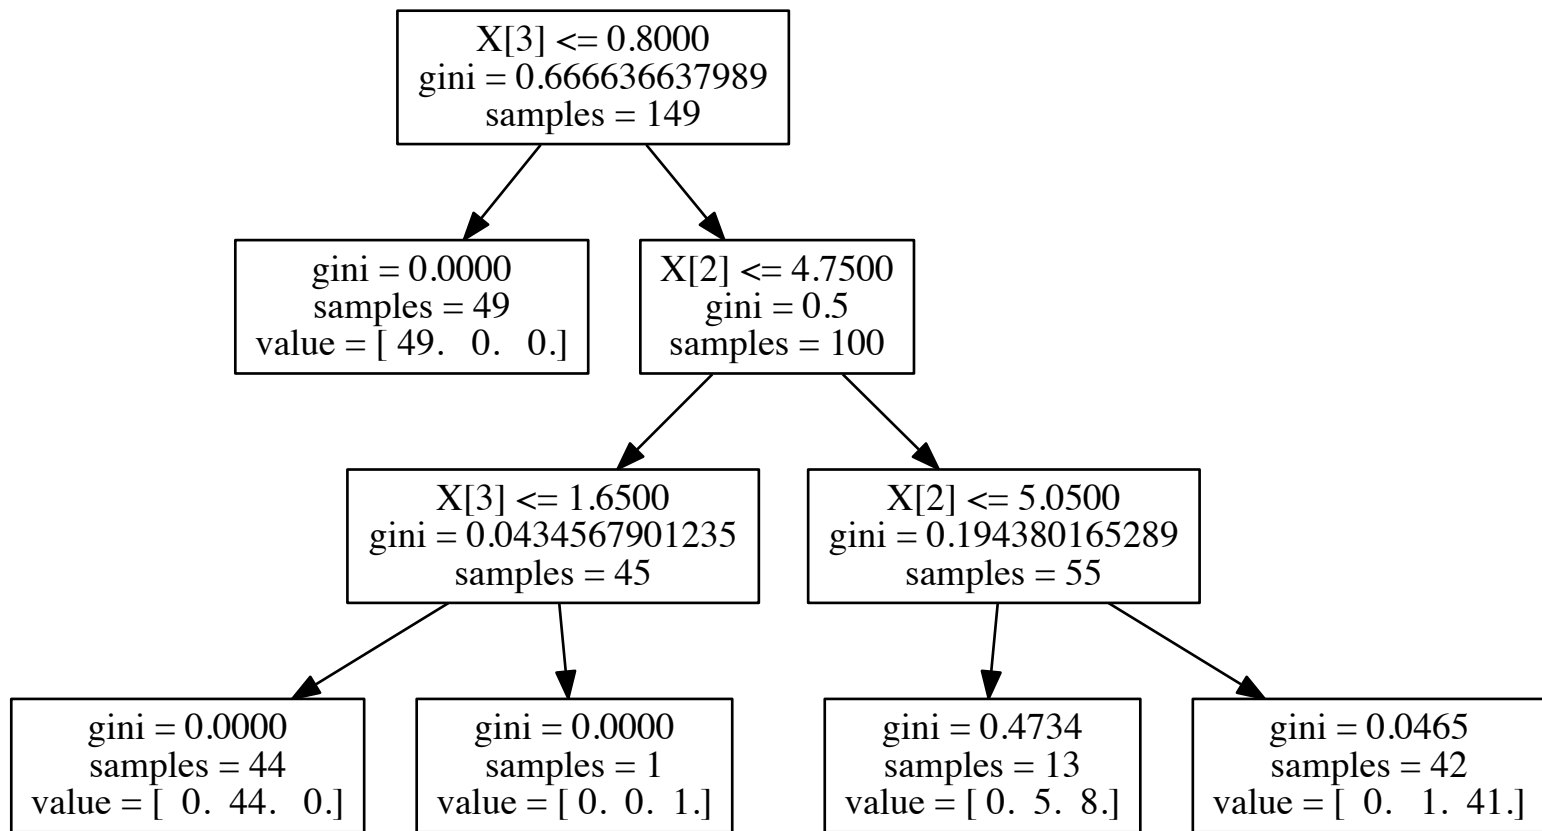 X[3] <= 0.8000
gini = 0.666636637989
samples = 149
gini = 0.0000
samples = 49
value = [ 49. 0. 0.]
X[2] <= 4.7500
gini = 0.5
samples = 100
X[3] <= 1.6500
gini = 0.0434567901235
samples = 45
X[2] <= 5.0500
gini = 0.194380165289
samples = 55
gini = 0.0000
samples = 44
value = [ 0. 44. 0.]
gini = 0.0000
samples = 1
value = [ 0. 0. 1.]
gini = 0.4734
samples = 13
value = [ 0. 5. 8.]
gini = 0.0465
samples = 42
value = [ 0. 1. 41.]